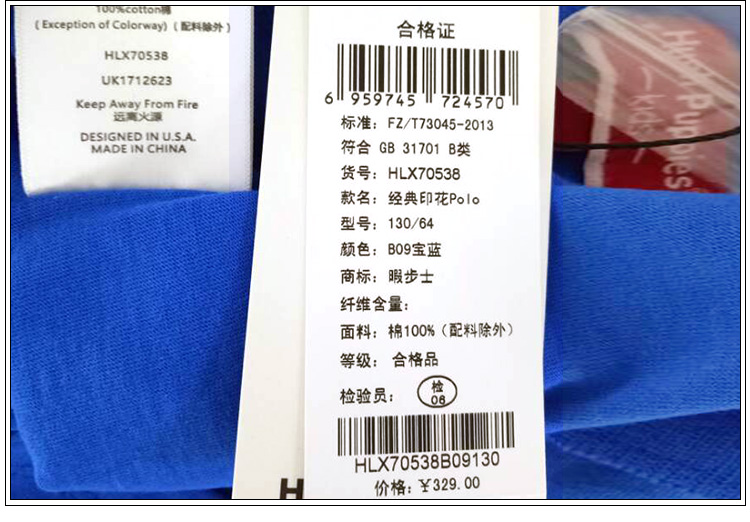 100%cotton棉
( Exception of Colorway) ( 配料除外 )
HLX70538
UK1712623
Keep Away From Fire
远离火源
DESIGNED IN U.S.A.
MADE IN CHINA
合格证
6 959745 724570
标准: FZ/T73045-2013
符合 GB 31701 B类
货号: HLX70538
款名: 经典印花Polo
型号: 130/64
颜色: B09宝蓝
商标: 暇步士
纤维含量:
面料: 棉100%（配料除外）
等级: 合格品
检验员: 检 06
HLX70538B09130
价格: ¥329.00
H
Hush Puppies
kids